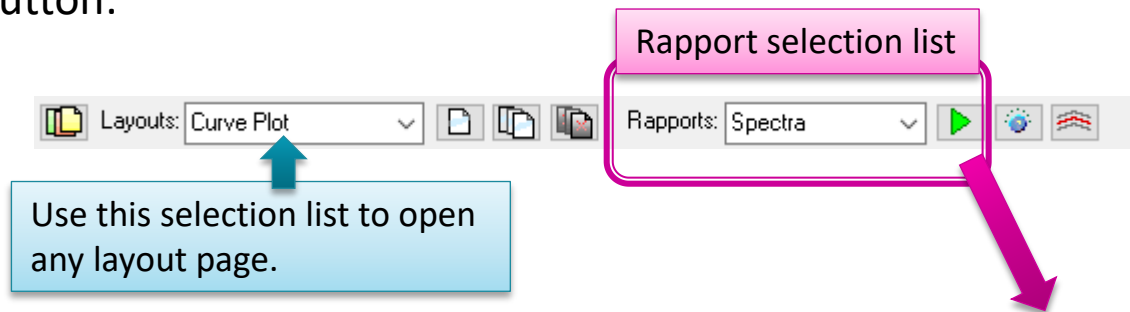 utton.
Rapport selection list
Layouts: Curve Plot Rapports: Spectra
Use this selection list to open
any layout page.